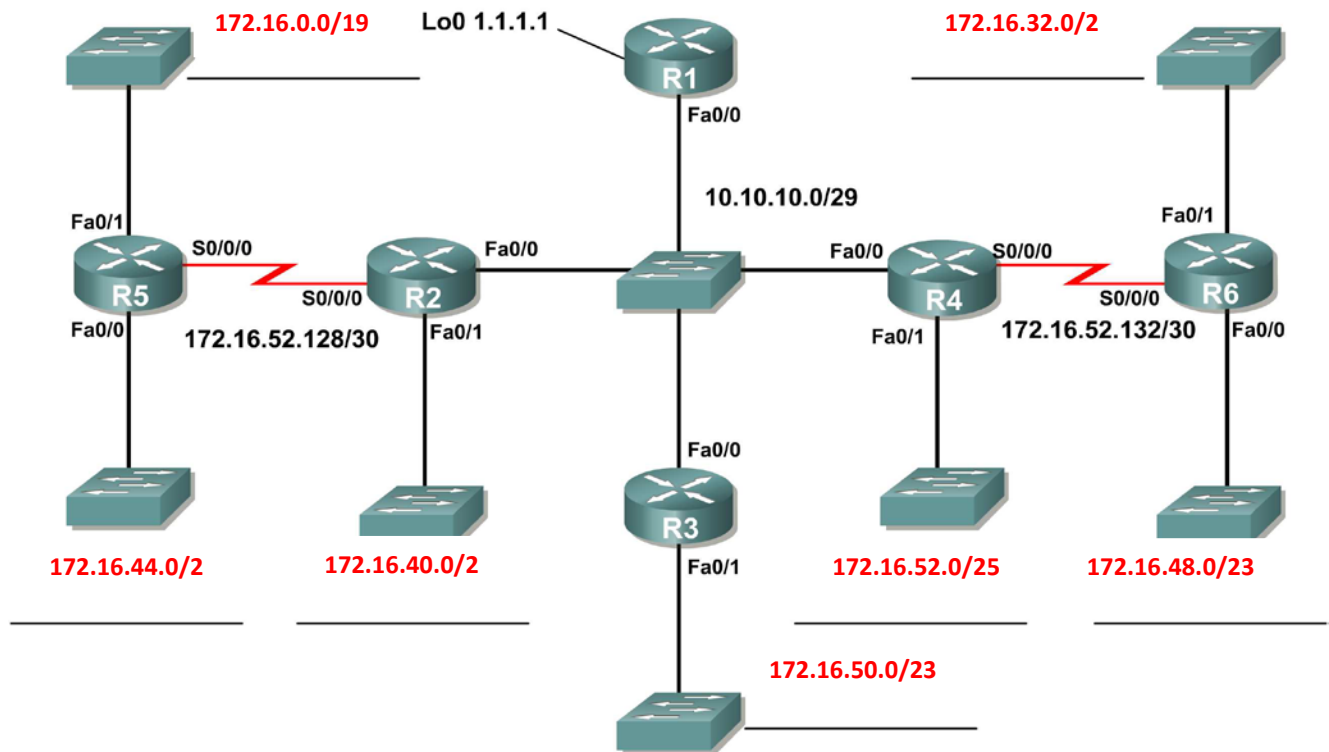 172.16.0.0/19
Lo0 1.1.1.1
172.16.32.0/2
R1
Fa0/0
10.10.10.0/29
Fa0/1
S0/0/0
R5
Fa0/0
172.16.52.128/30
S0/0/0
R2
Fa0/0
Fa0/1
Fa0/0
S0/0/0
R4
Fa0/1
172.16.52.132/30
Fa0/1
S0/0/0
R6
Fa0/0
Fa0/0
R3
Fa0/1
172.16.44.0/2
172.16.40.0/2
172.16.52.0/25
172.16.48.0/23
172.16.50.0/23